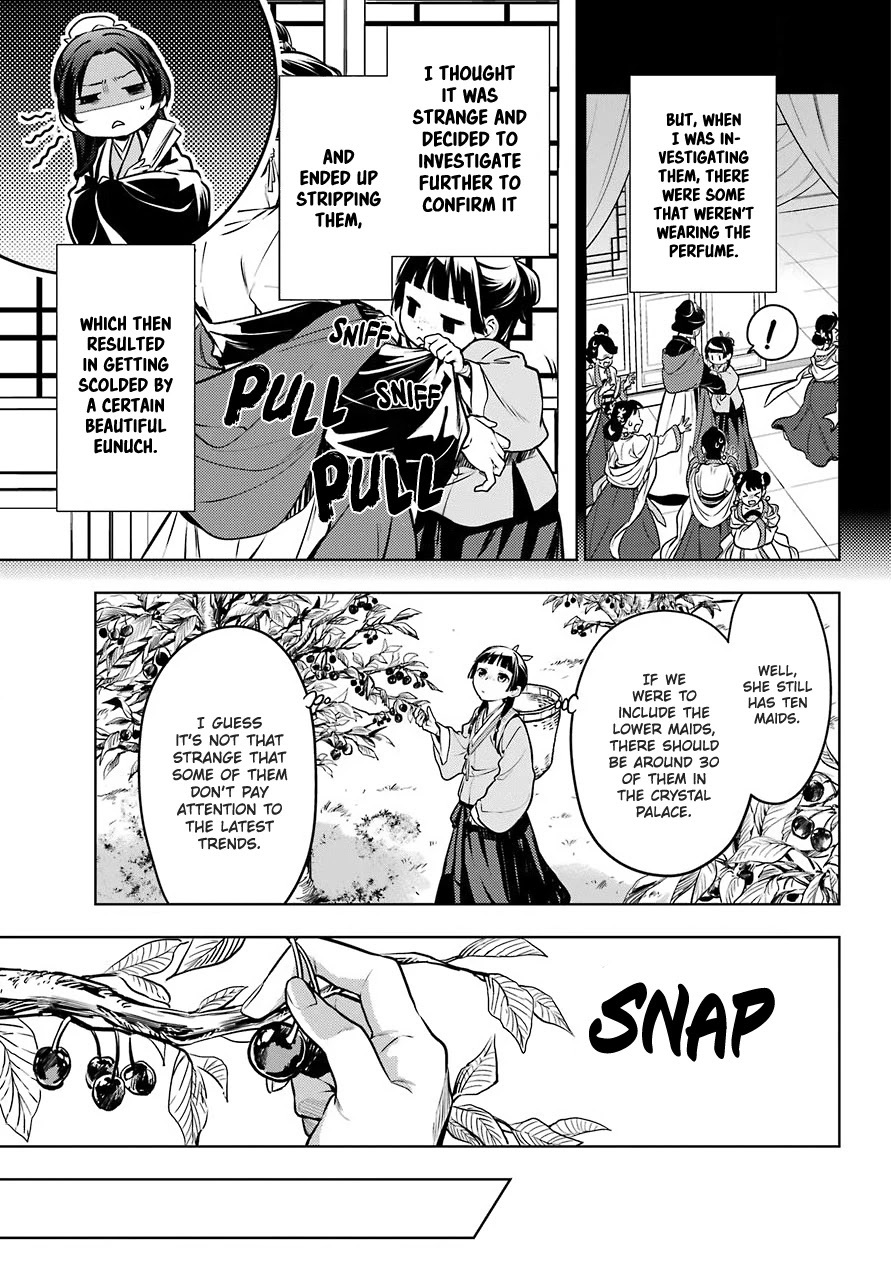 BUT, WHEN
I WAS IN-
VESTIGATING
THEM, THERE
WERE SOME
THAT WEREN'T
WEARING THE
PERFUME.
!
I THOUGHT
IT WAS
STRANGE AND
DECIDED TO
INVESTIGATE
FURTHER TO
CONFIRM IT
AND
ENDED UP
STRIPPING
THEM,
SNIFF
SNIFF
PULL
PULL
WHICH THEN
RESULTED
IN GETTING
SCOLDED BY
A CERTAIN
BEAUTIFUL
EUNUCH.
WELL,
SHE STILL
HAS TEN
MAIDS.
IF WE
WERE TO
INCLUDE THE
LOWER MAIDS,
THERE SHOULD
BE AROUND 30
OF THEM IN
THE CRYSTAL
PALACE.
I GUESS
IT'S NOT THAT
STRANGE THAT
SOME OF THEM
DON'T PAY
ATTENTION TO
THE LATEST
TRENDS.
SNAP